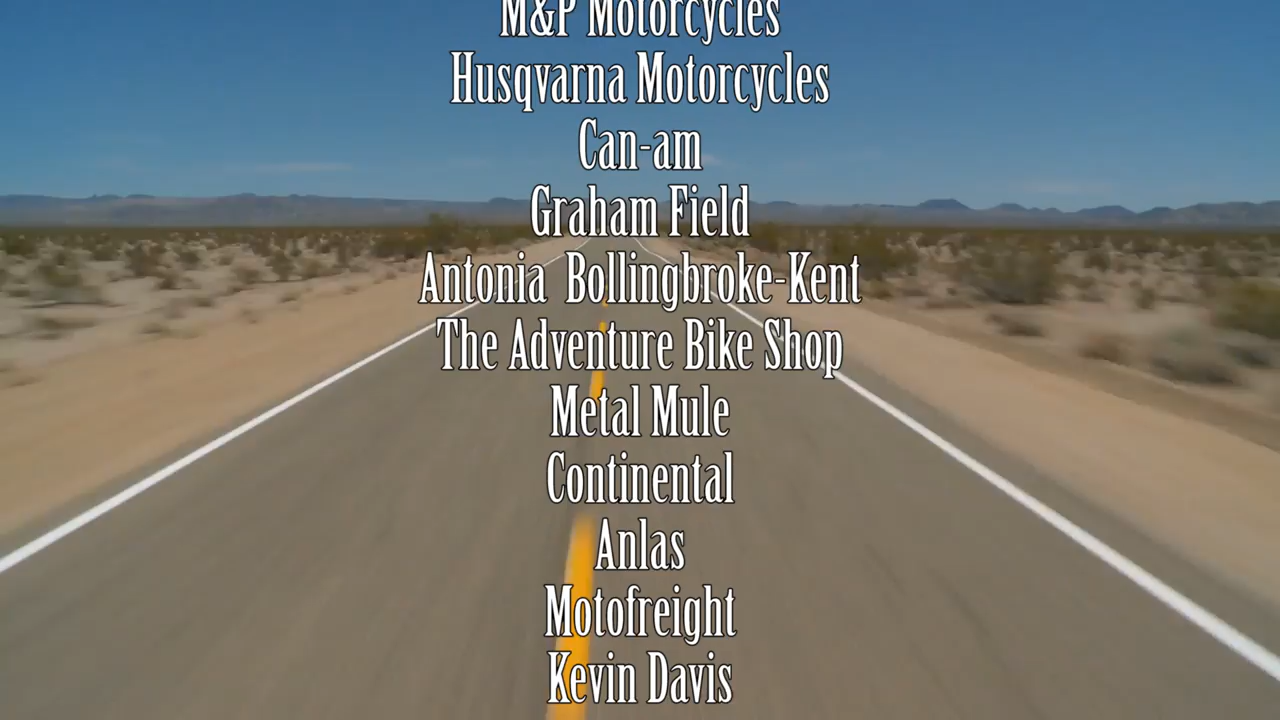 M&P Motorcycles
Husqvarna Motorcycles
Can-am
Graham Field
Antonia Bollingbroke-Kent
The Adventure Bike Shop
Metal Mule
Continental
Anlas
Motofreight
Kevin Davis